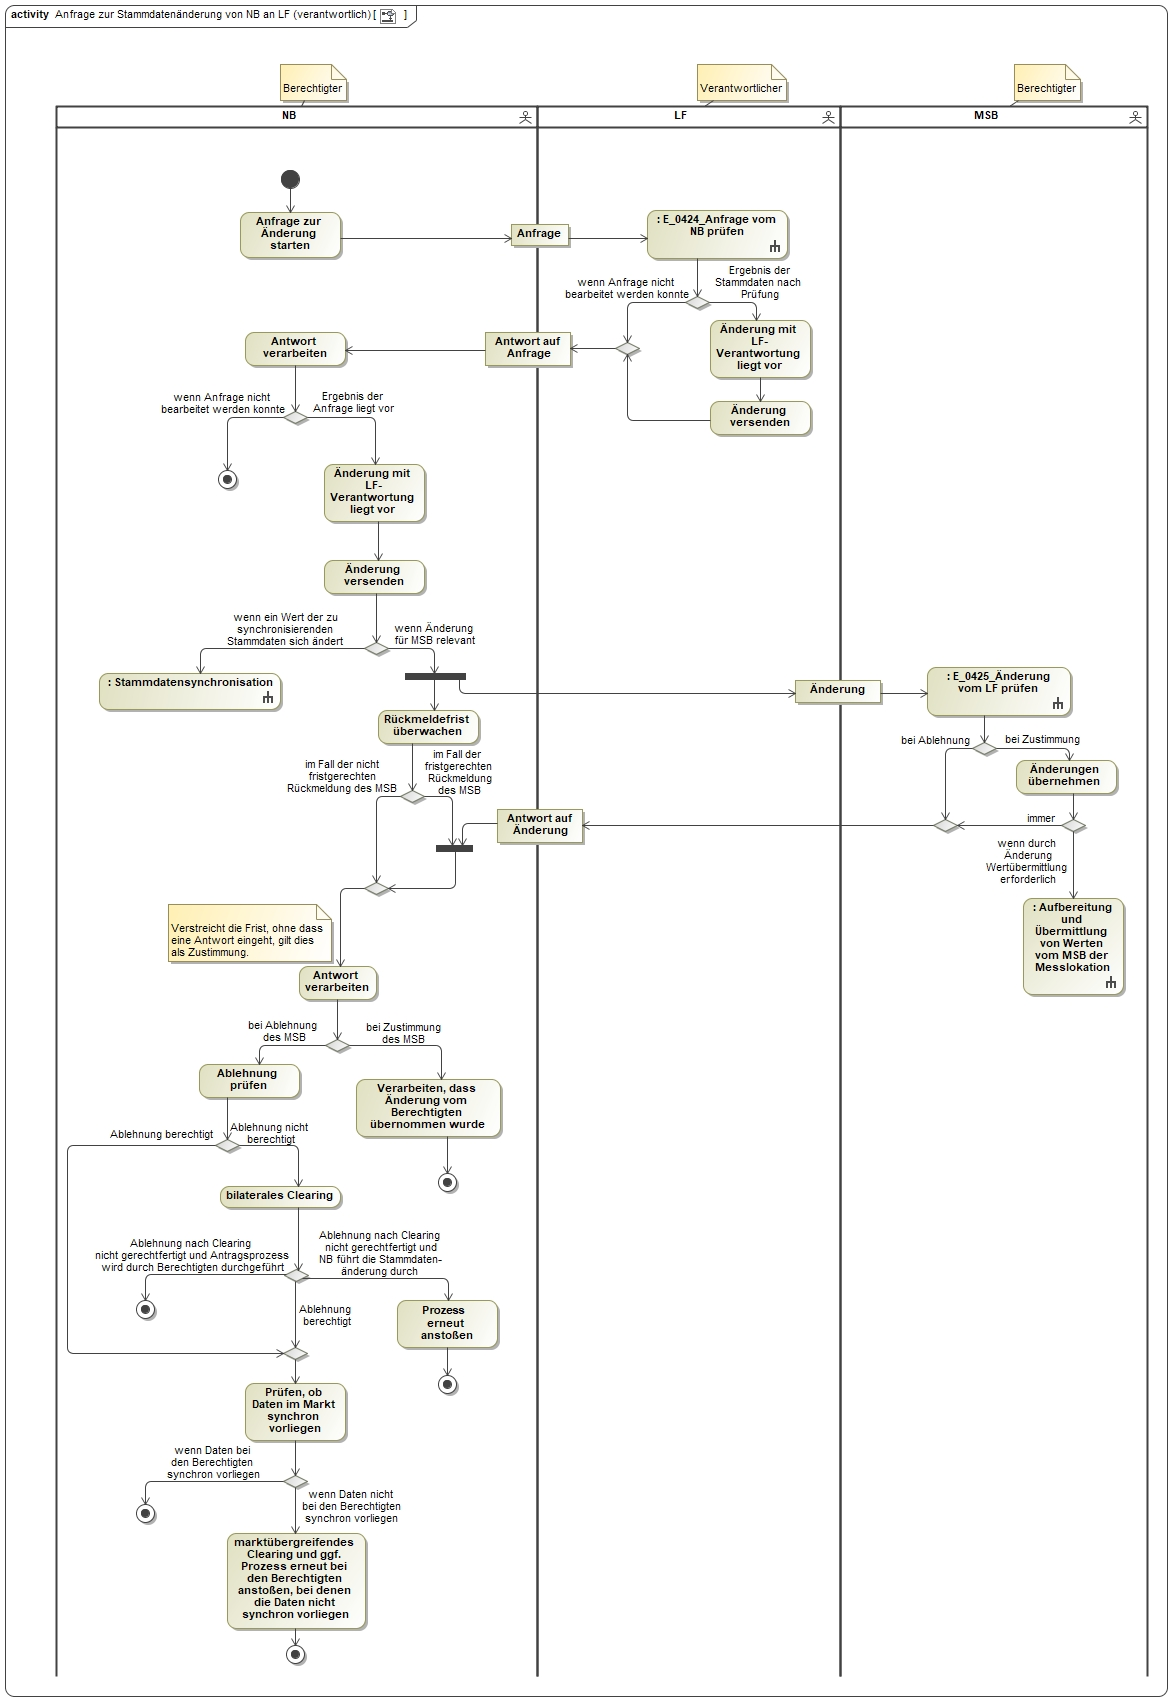 activity Anfrage zur Stammdatenänderung von NB an LF (verantwortlich) [ ]
Berechtigter
Verantwortlicher
Berechtigter
NB
LF
MSB
Anfrage zur
Änderung
starten
Anfrage
: E_0424_Anfrage vom
NB prüfen
wenn Anfrage nicht
bearbeitet werden konnte
Ergebnis der
Stammdaten nach
Prüfung
Änderung mit
LF-
Verantwortung
liegt vor
Änderung
versenden
Antwort auf
Anfrage
Antwort
verarbeiten
wenn Anfrage nicht
bearbeitet werden konnte
Ergebnis der
Anfrage liegt vor
Änderung mit
LF-
Verantwortung
liegt vor
Änderung
versenden
wenn ein Wert der zu
synchronisierenden
Stammdaten sich ändert
wenn Änderung
für MSB relevant
: Stammdatensynchronisation
Änderung
: E_0425_Änderung
vom LF prüfen
Rückmeldefrist
überwachen
bei Ablehnung
bei Zustimmung
Änderungen
übernehmen
im Fall der nicht
fristgerechten
Rückmeldung des MSB
im Fall der
fristgerechten
Rückmeldung
des MSB
Antwort auf
Änderung
immer
wenn durch
Änderung
Wertübermittlung
erforderlich
: Aufbereitung
und
Übermittlung
von Werten
vom MSB der
Messlokation
Verstreicht die Frist, ohne dass
eine Antwort eingeht, gilt dies
als Zustimmung.
Antwort
verarbeiten
bei Ablehnung
des MSB
bei Zustimmung
des MSB
Ablehnung
prüfen
Verarbeiten, dass
Änderung vom
Berechtigten
übernommen wurde
Ablehnung berechtigt
Ablehnung nicht
berechtigt
bilaterales Clearing
Ablehnung nach Clearing
nicht gerechtfertigt und Antragsprozess
wird durch Berechtigten durchgeführt
Ablehnung nach Clearing
nicht gerechtfertigt und
NB führt die Stammdaten-
änderung durch
Ablehnung
berechtigt
Prozess
erneut
anstoßen
Prüfen, ob
Daten im Markt
synchron
vorliegen
wenn Daten bei
den Berechtigten
synchron vorliegen
wenn Daten nicht
bei den Berechtigten
synchron vorliegen
marktübergreifendes
Clearing und ggf.
Prozess erneut bei
den Berechtigten
anstoßen, bei denen
die Daten nicht
synchron vorliegen